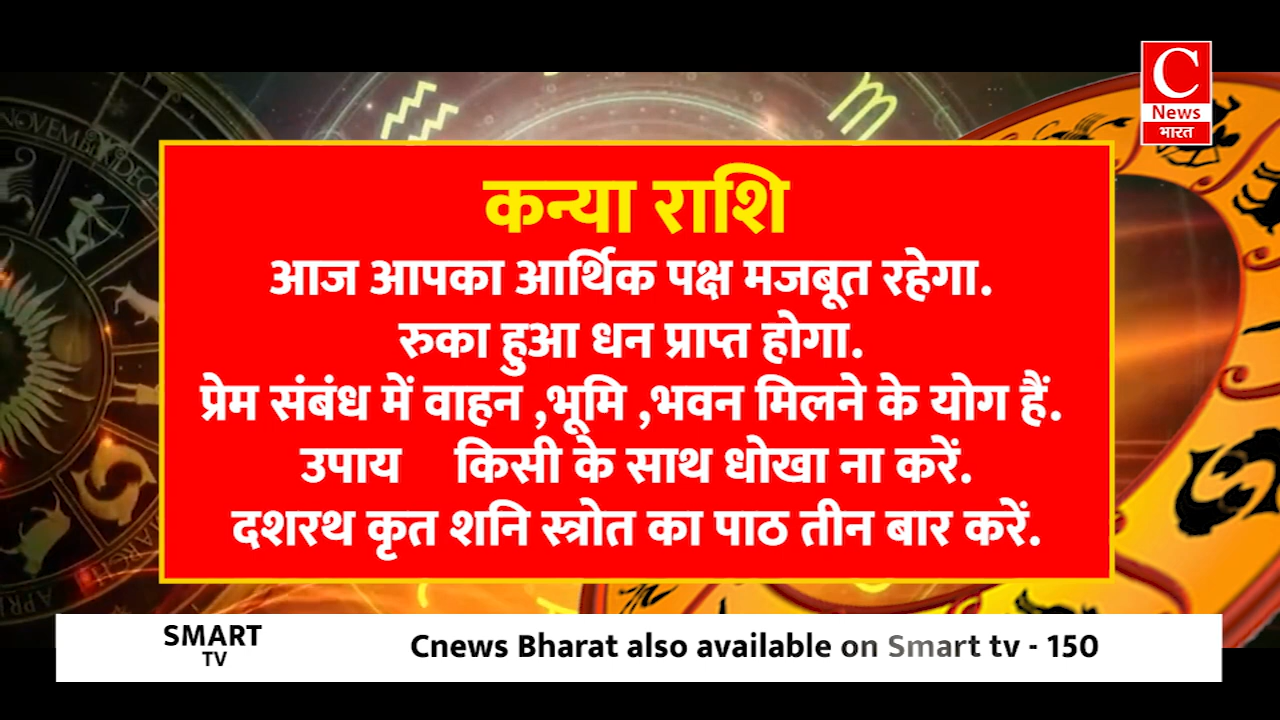 C
News
भारत
NOVEMBER
कन्या राशि
आज आपका आर्थिक पक्ष मजबूत रहेगा.
रुका हुआ धन प्राप्त होगा.
प्रेम संबंध में वाहन ,भूमि ,भवन मिलने के योग हैं.
उपाय किसी के साथ धोखा ना करें.
दशरथ कृत शनि स्त्रोत का पाठ तीन बार करें.
SMART
TV
Cnews Bharat also available on Smart tv - 150